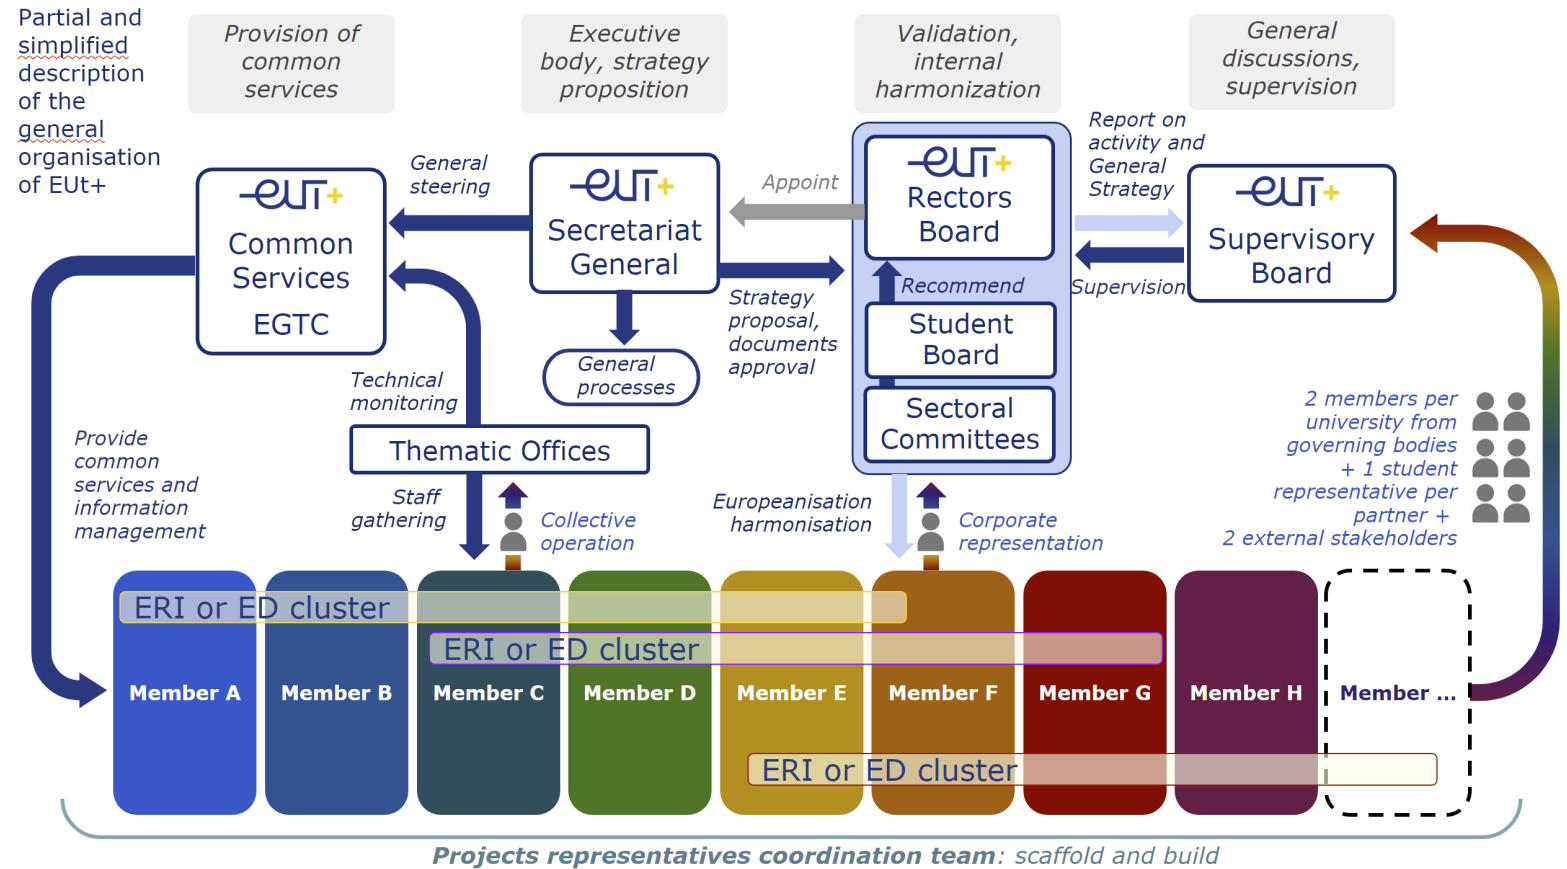 Partial and
simplified
description
of the
general
organisation
of EUt+
Provision of
common
services
Executive
body, strategy
proposition
Validation,
internal
harmonization
General
discussions,
supervision
EUT+
Common
Services
EGTC
General
steering
EUT+
Secretariat
General
Appoint
EUT+
Rectors
Board
Report on
activity and
General
Strategy
EUT+
Supervisory
Board
Supervision
Recommend
Student
Board
Sectoral
Committees
Strategy
proposal,
documents
approval
General
processes
Technical
monitoring
Thematic Offices
Provide
common
services and
information
management
Staff
gathering
Collective
operation
Europeanisation
harmonisation
Corporate
representation
2 members per
university from
governing bodies
+ 1 student
representative per
partner +
2 external stakeholders
ERI or ED cluster
ERI or ED cluster
Member A
Member B
Member C
Member D
Member E
Member F
Member G
Member H
Member ...
ERI or ED cluster
Projects representatives coordination team: scaffold and build